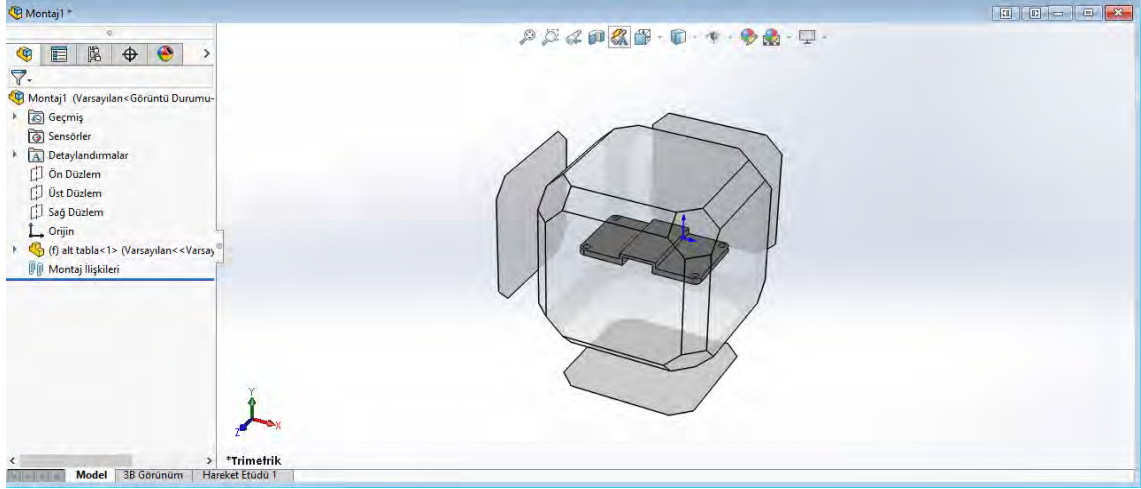 Montaj1 *
Montaj1 (Varsayılan<Görüntü Durumu-
Geçmiş
Sensörler
Detaylandırmalar
Ön Düzlem
Üst Düzlem
Sağ Düzlem
Orijin
(f) alt tabla<1> (Varsayılan<<Varsay
Montaj İlişkileri
Y
X
Z
*Trimetrik
Model 3B Görünüm Hareket Etüdü 1